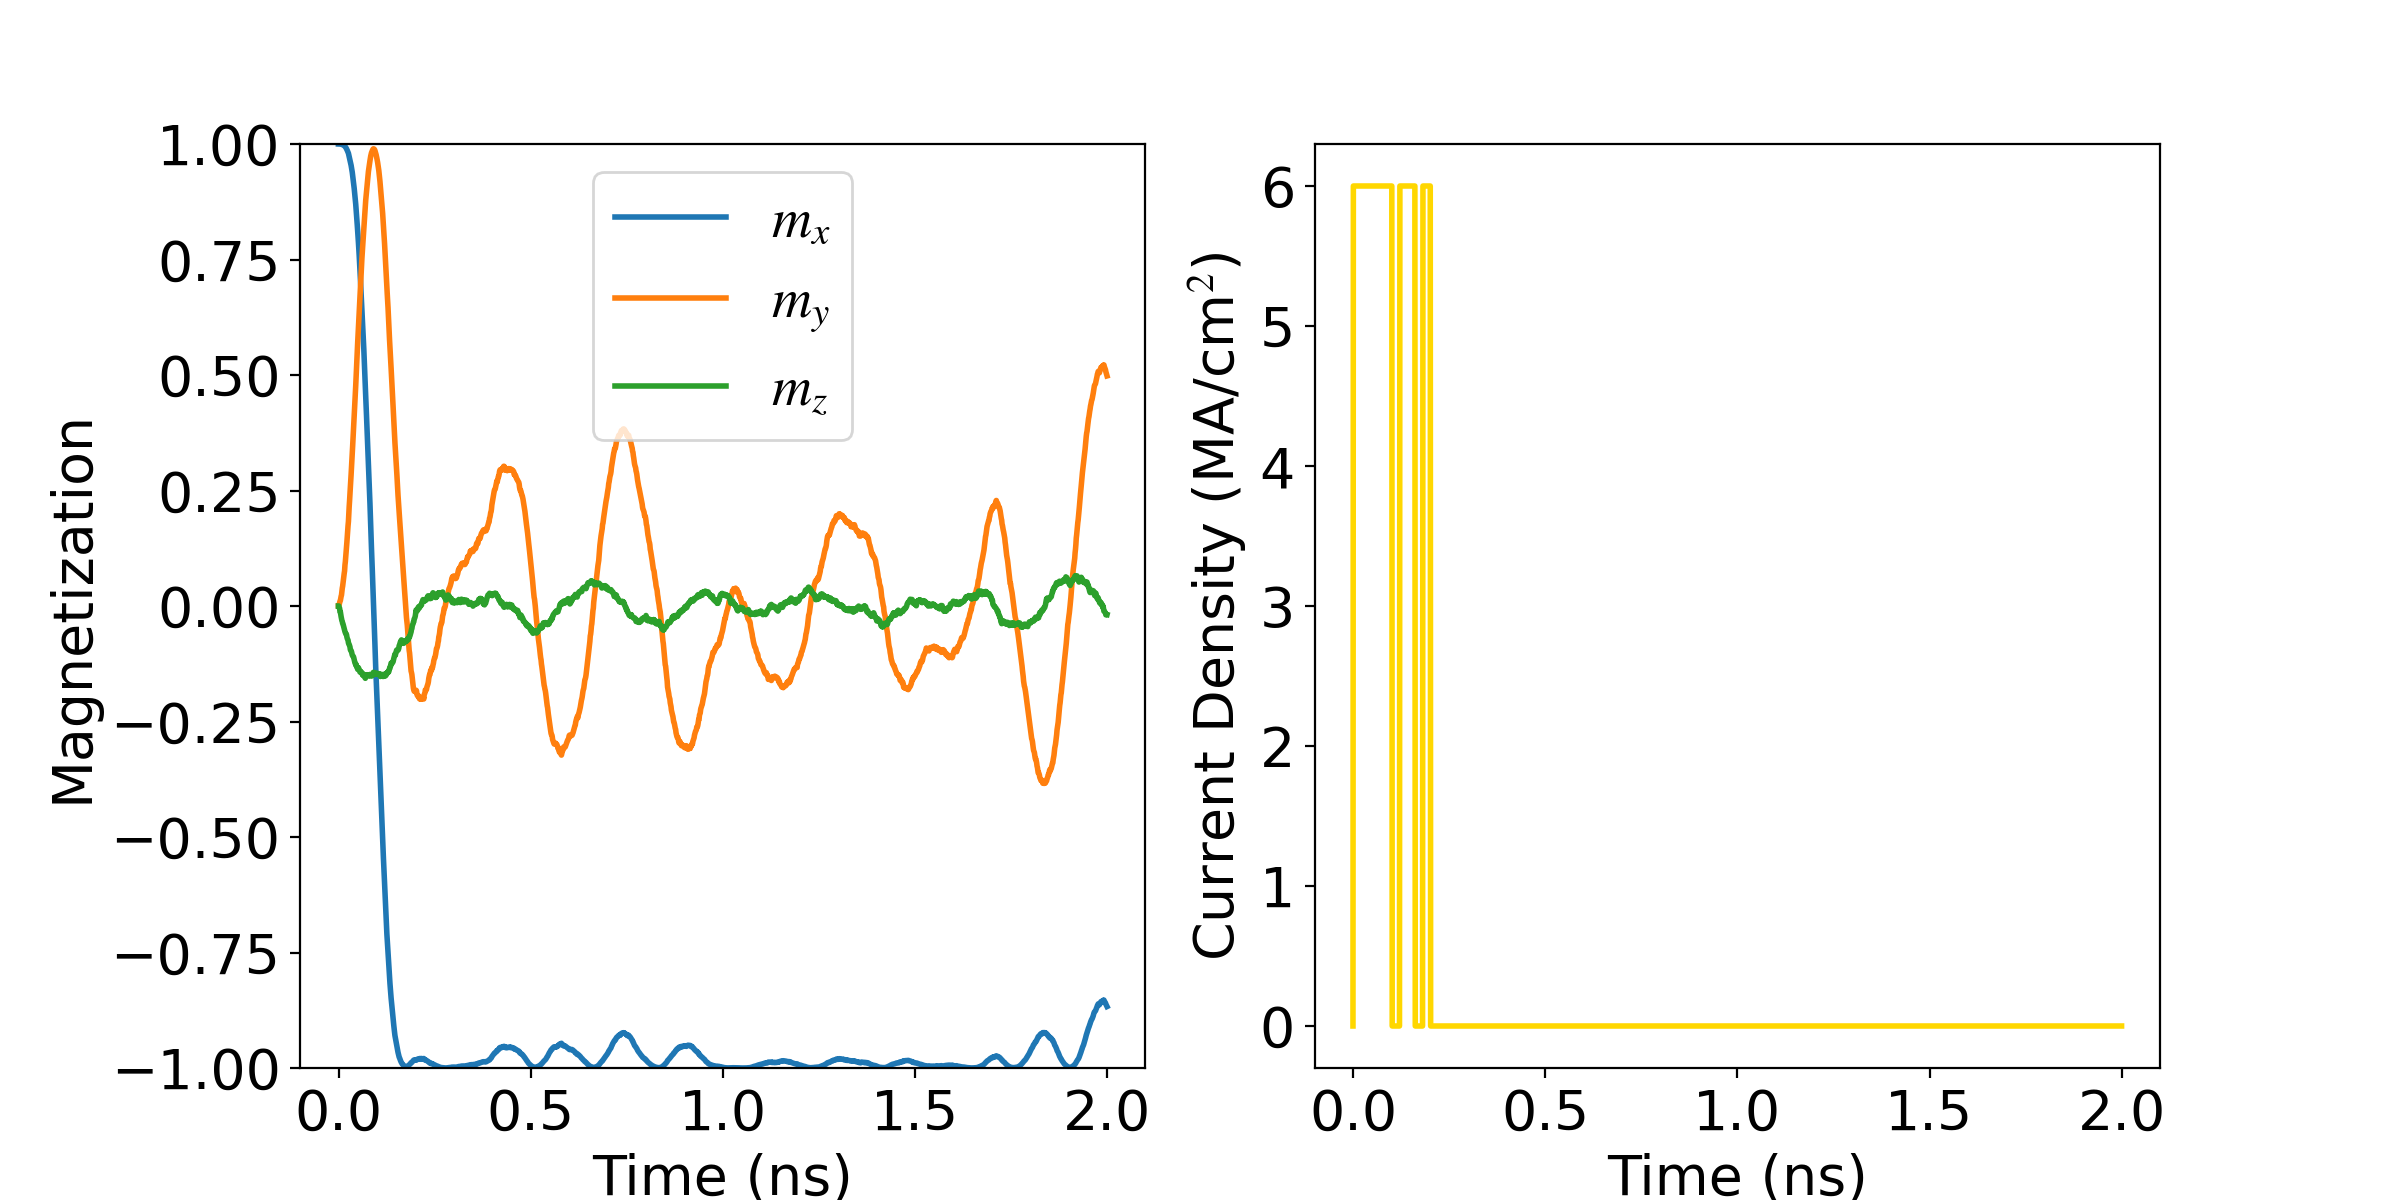 Magnetization
1.00
0.75
0.50
0.25
0.00
−0.25
−0.50
−0.75
−1.00
0.0 0.5 1.0 1.5 2.0
Time (ns)
m_x
m_y
m_z
Current Density (MA/cm²)
6
5
4
3
2
1
0
0.0 0.5 1.0 1.5 2.0
Time (ns)